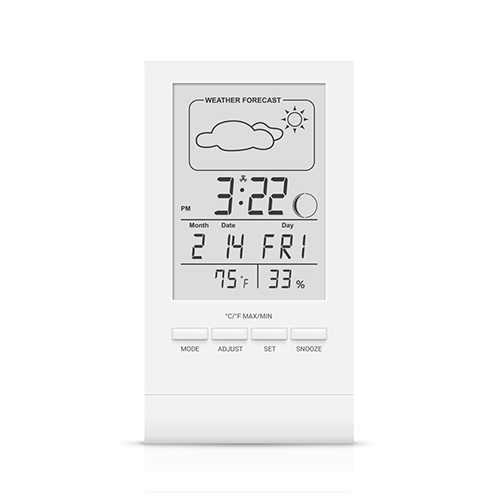 WEATHER FORECAST
PM 3:22
Month Date Day
2 14 FRI
75°F 33 %
°C/°F MAX/MIN
MODE ADJUST SET SNOOZE